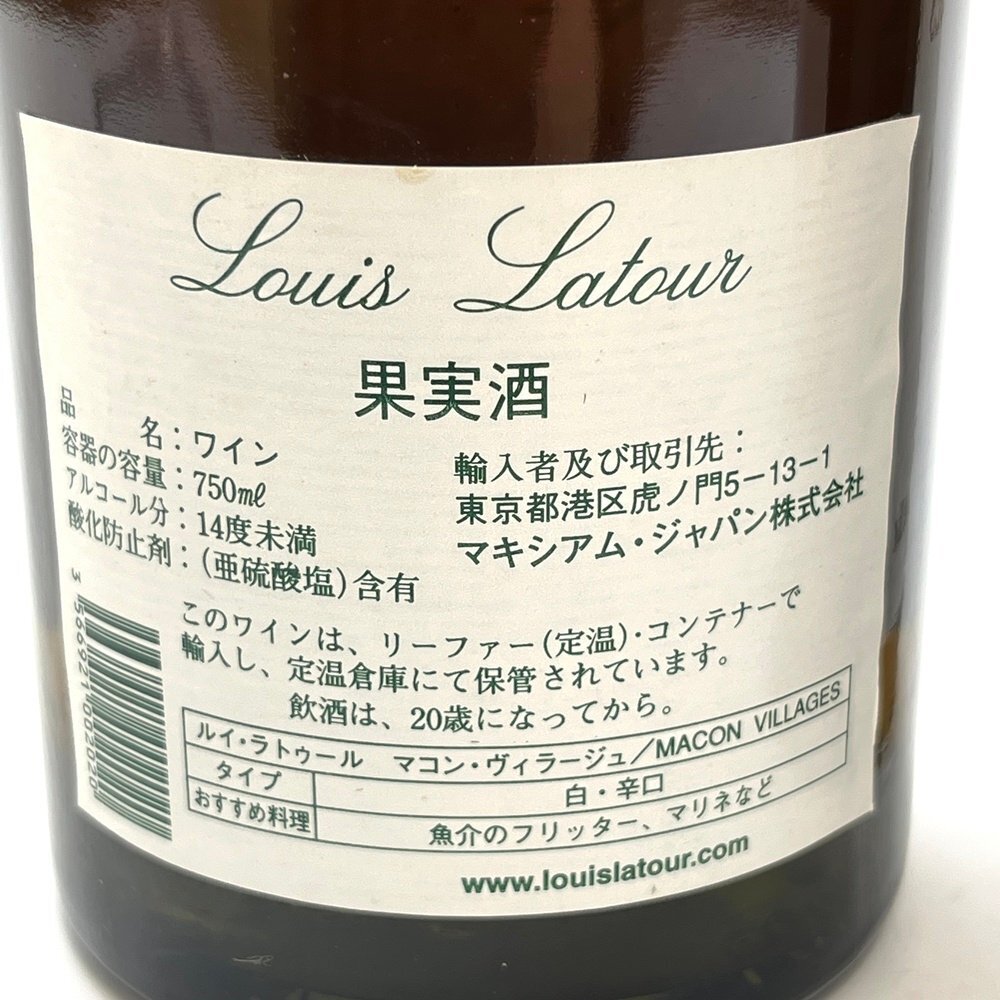 Louis Latour
果実酒
品名：ワイン
容器の容量：750㎖
アルコール分：14度未満
酸化防止剤：(亜硫酸塩)含有
輸入者及び取引先：
東京都港区虎ノ門5-13-1
マキシアム・ジャパン株式会社
このワインは、リーファー(定温)・コンテナーで
輸入し、定温倉庫にて保管されています。
飲酒は、20歳になってから。
ルイ・ラトゥール マコン・ヴィラージュ／MACON VILLAGES
タイプ 白・辛口
おすすめ料理 魚介のフリッター、マリネなど
www.louislatour.com
3 566921 002020